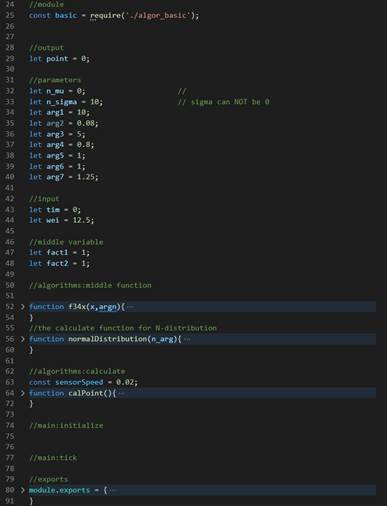 24 //module
25 const basic = require('./algor_basic');
26
27
28 //output
29 let point = 0;
30
31 //parameters
32 let n_mu = 0; //
33 let n_sigma = 10; // sigma can NOT be 0
34 let arg1 = 10;
35 let arg2 = 0.08;
36 let arg3 = 5;
37 let arg4 = 0.8;
38 let arg5 = 1;
39 let arg6 = 1;
40 let arg7 = 1.25;
41
42 //input
43 let tim = 0;
44 let wei = 12.5;
45
46 //middle variable
47 let fact1 = 1;
48 let fact2 = 1;
49
50 //algorithms:middle function
51
52 > function f34x(x,argn){ ...
54 }
55 //the calculate function for N-distribution
56 > function normalDistribution(n_arg){ ...
60 }
61
62 //algorithms:calculate
63 const sensorSpeed = 0.02;
64 > function calPoint(){ ...
72 }
73
74 //main:initialize
75
76
77 //main:tick
78
79 //exports
80 > module.exports = { ...
91 }